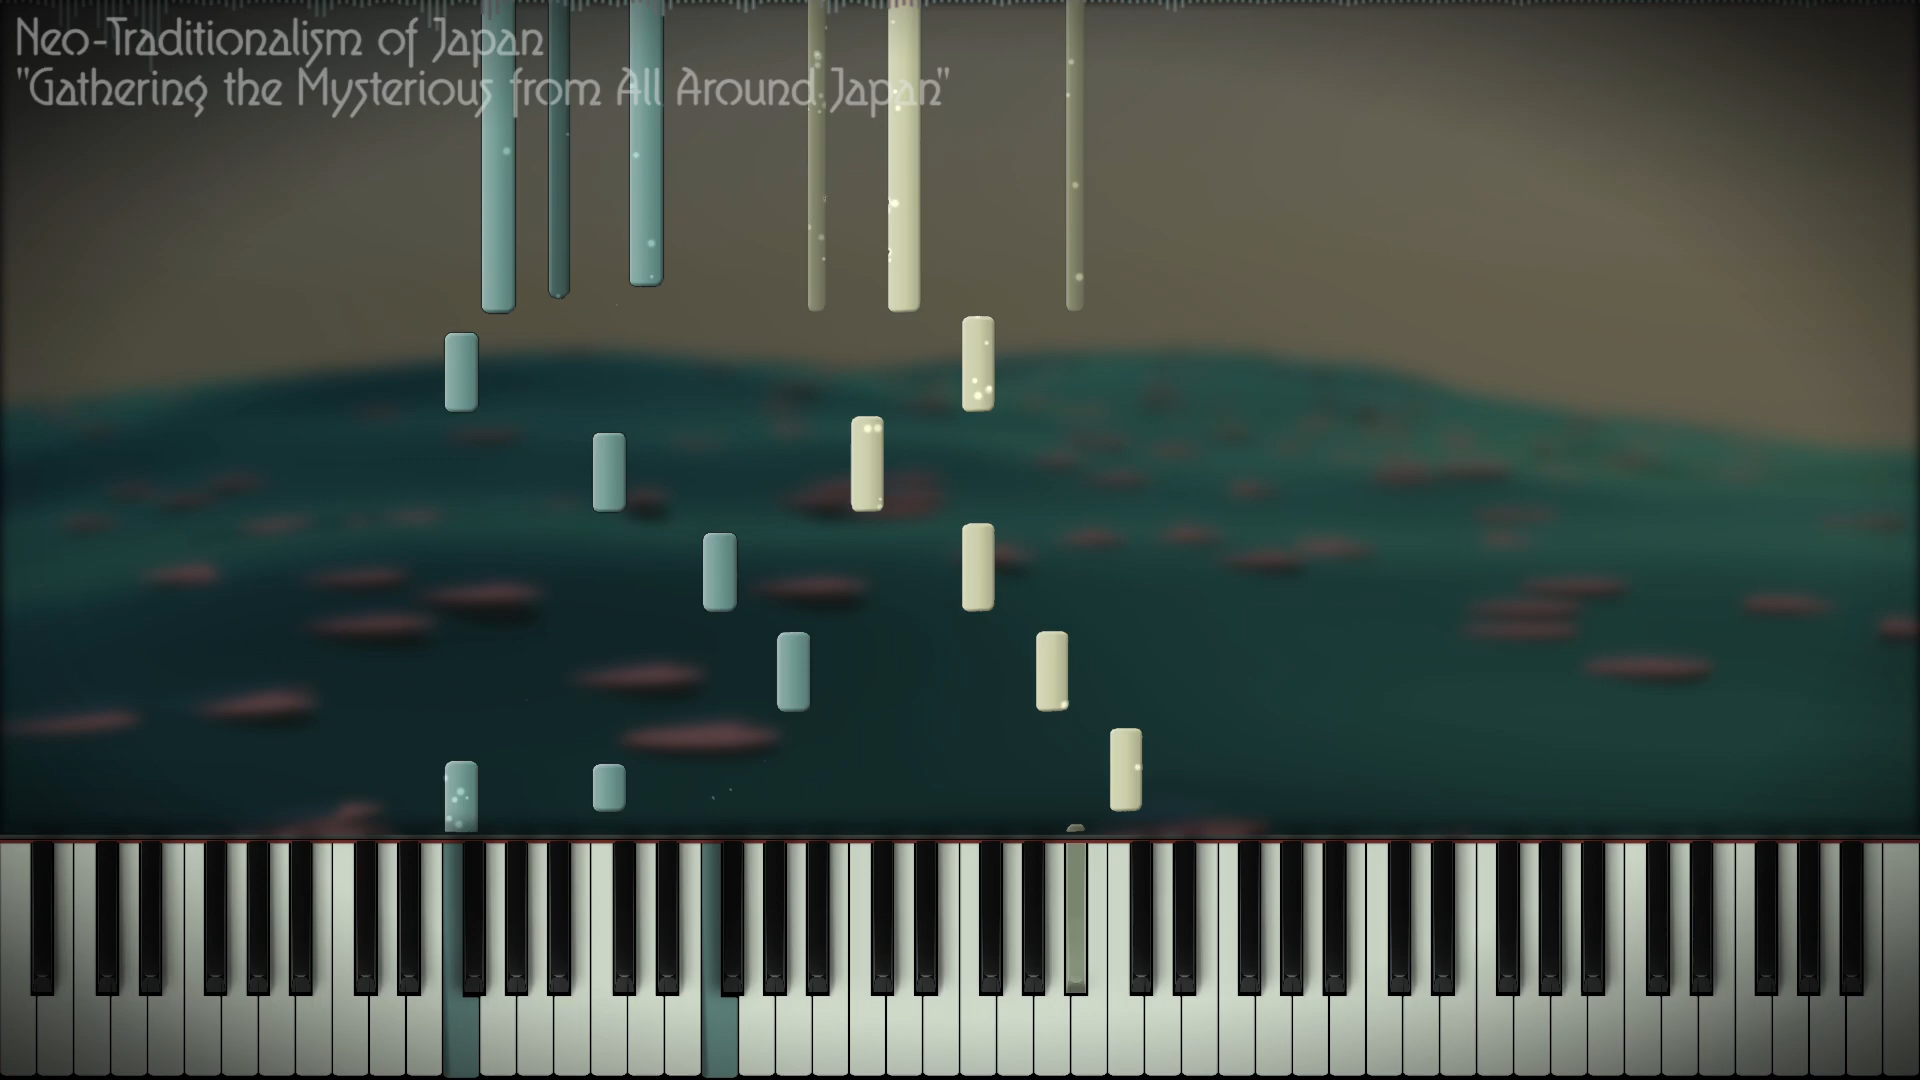 Neo-Traditionalism of Japan
"Gathering the Mysterious from All Around Japan"